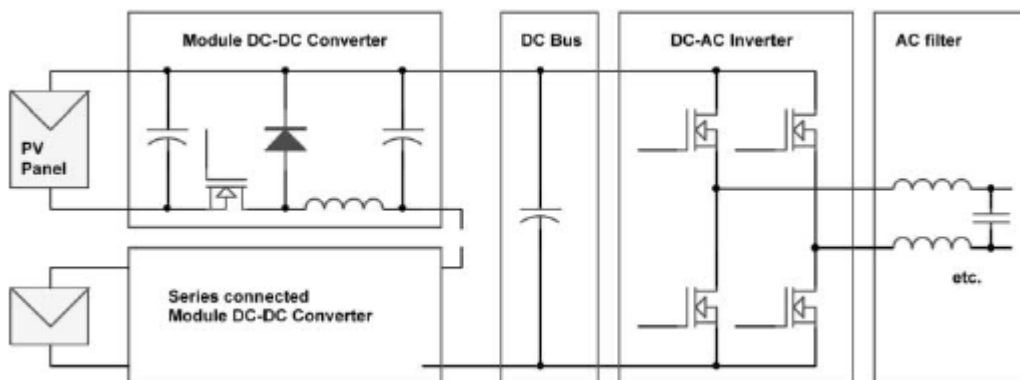 Module DC-DC Converter
DC Bus
DC-AC Inverter
AC filter
PV
Panel
Series connected
Module DC-DC Converter
etc.